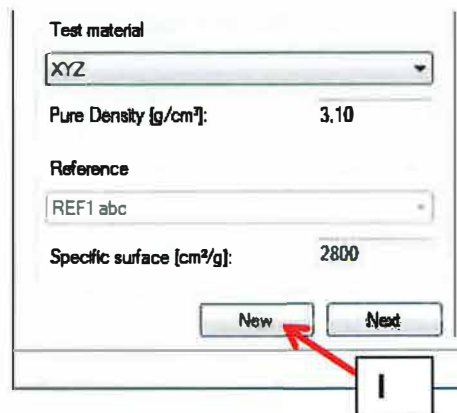 Test material
XYZ
Pure Density [g/cm³]: 3.10
Reference
REF1 abc
Specific surface [cm²/g]: 2800
New Next
I